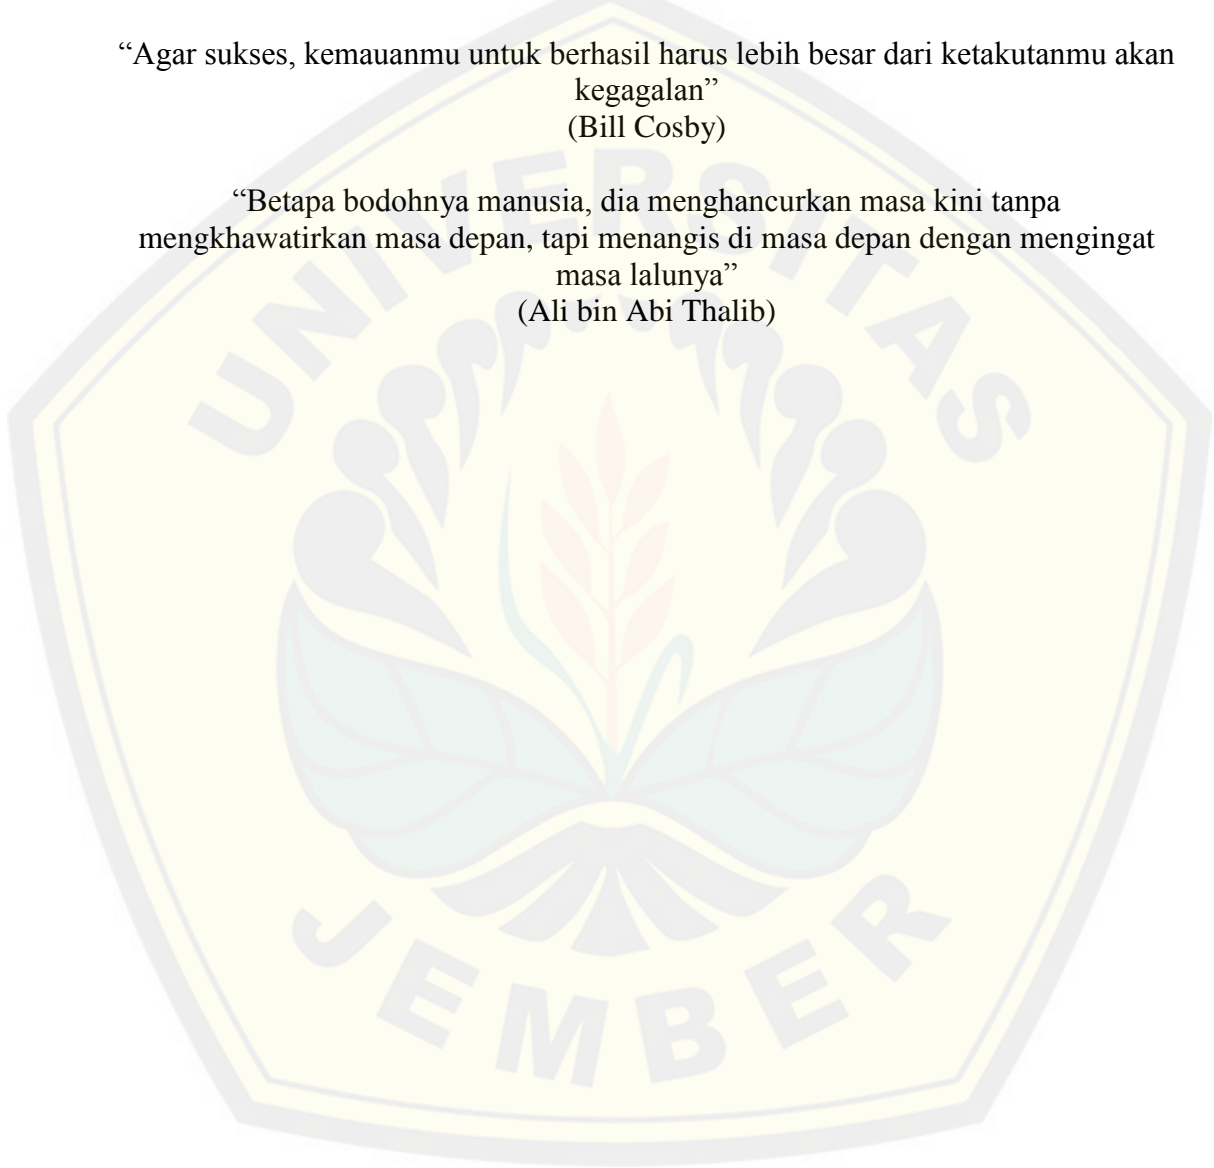 “Agar sukses, kemauanmu untuk berhasil harus lebih besar dari ketakutanmu akan
kegagalan”
(Bill Cosby)
“Betapa bodohnya manusia, dia menghancurkan masa kini tanpa
mengkhawatirkan masa depan, tapi menangis di masa depan dengan mengingat
masa lalunya”
(Ali bin Abi Thalib)
UNIVERSITAS
JEMBER